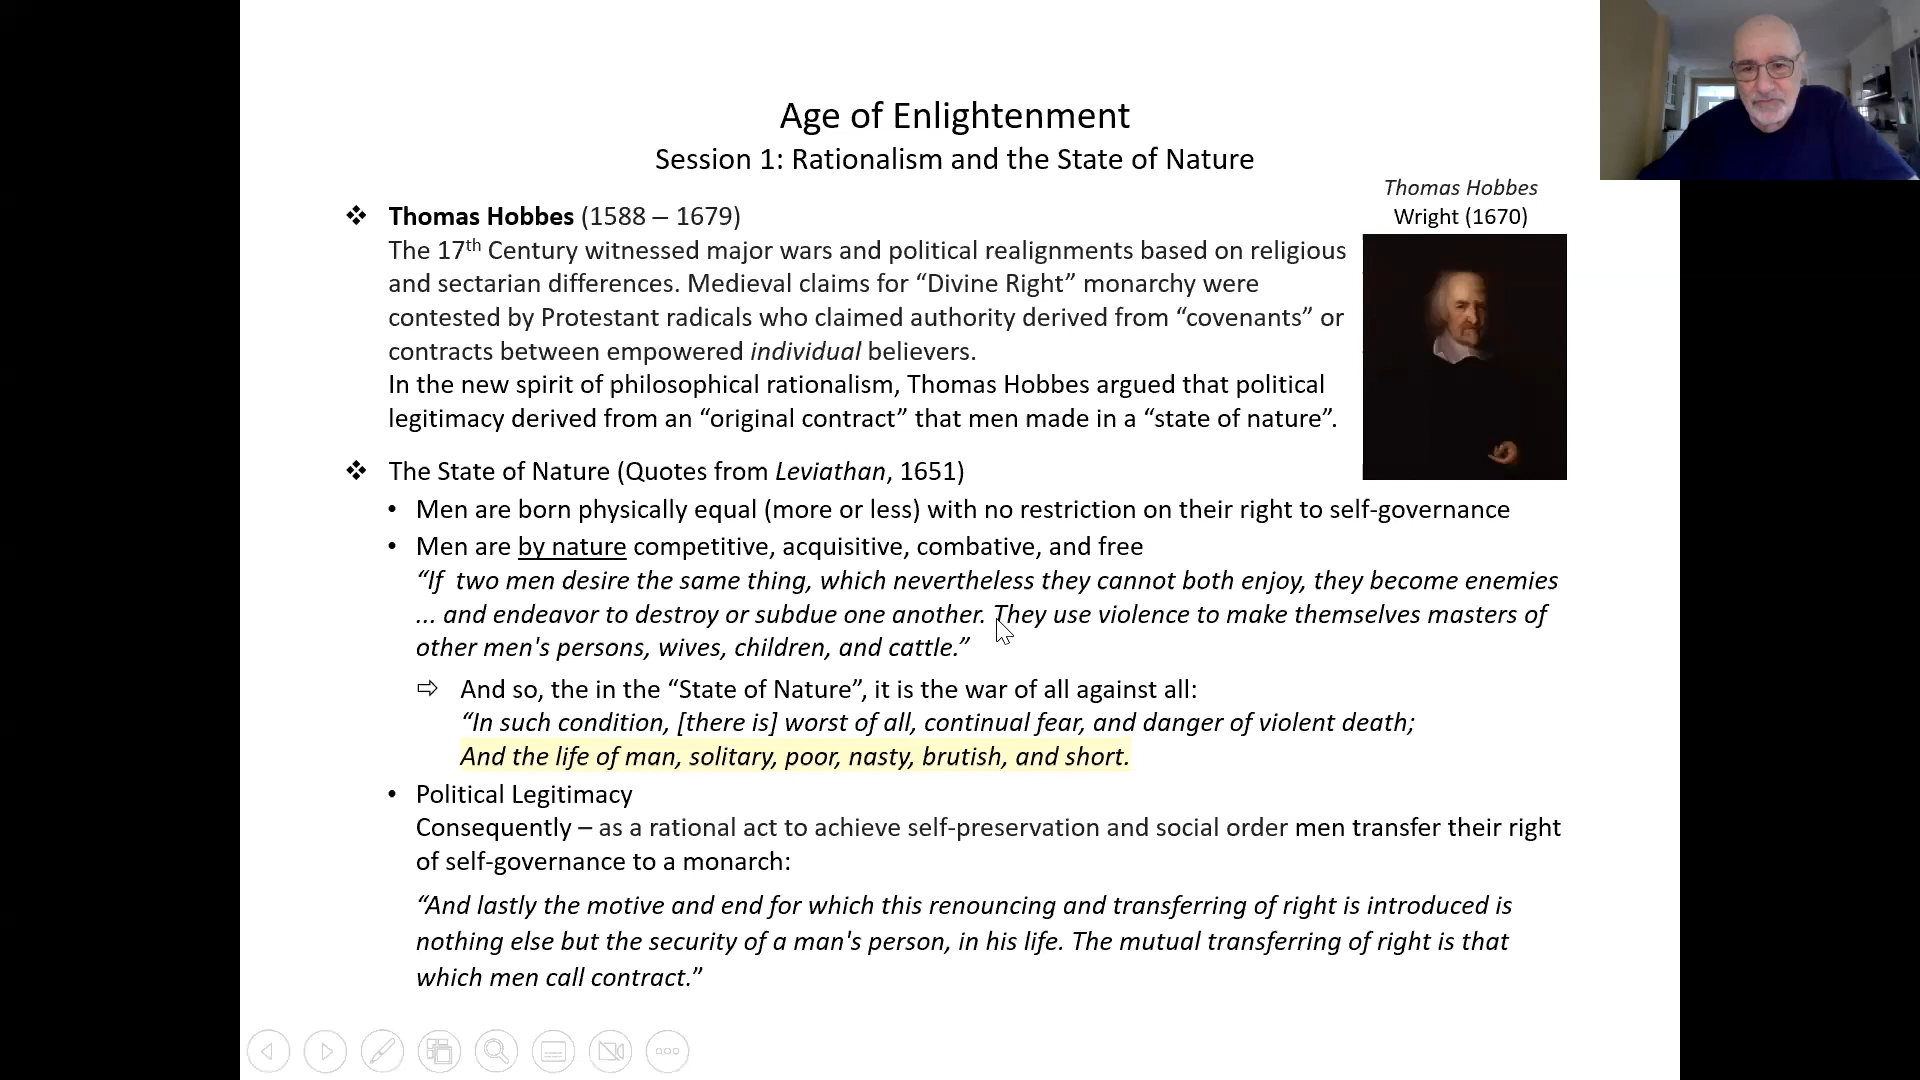 Age of Enlightenment
Session 1: Rationalism and the State of Nature
Thomas Hobbes
Wright (1670)
❖ Thomas Hobbes (1588 – 1679)
The 17th Century witnessed major wars and political realignments based on religious
and sectarian differences. Medieval claims for “Divine Right” monarchy were
contested by Protestant radicals who claimed authority derived from “covenants” or
contracts between empowered individual believers.
In the new spirit of philosophical rationalism, Thomas Hobbes argued that political
legitimacy derived from an “original contract” that men made in a “state of nature”.
❖ The State of Nature (Quotes from Leviathan, 1651)
• Men are born physically equal (more or less) with no restriction on their right to self-governance
• Men are by nature competitive, acquisitive, combative, and free
“If two men desire the same thing, which nevertheless they cannot both enjoy, they become enemies
... and endeavor to destroy or subdue one another. They use violence to make themselves masters of
other men's persons, wives, children, and cattle.”
⇨ And so, the in the “State of Nature”, it is the war of all against all:
“In such condition, [there is] worst of all, continual fear, and danger of violent death;
And the life of man, solitary, poor, nasty, brutish, and short.
• Political Legitimacy
Consequently – as a rational act to achieve self-preservation and social order men transfer their right
of self-governance to a monarch:
“And lastly the motive and end for which this renouncing and transferring of right is introduced is
nothing else but the security of a man's person, in his life. The mutual transferring of right is that
which men call contract.”